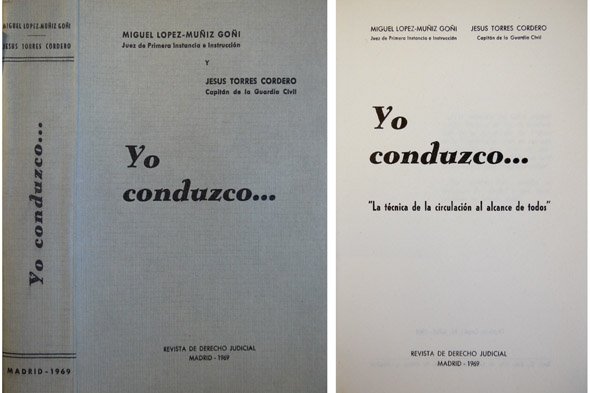 MIGUEL LOPEZ-MUÑIZ GOÑI
JESUS TORRES CORDERO
Yo conduzco...
MADRID-1969
MIGUEL LOPEZ-MUÑIZ GOÑI
Juez de Primera Instancia e Instrucción
Y
JESUS TORRES CORDERO
Capitán de la Guardia Civil
Yo
conduzco...
REVISTA DE DERECHO JUDICIAL
MADRID - 1969
MIGUEL LOPEZ-MUÑIZ GOÑI
Juez de Primera Instancia e Instrucción
JESUS TORRES CORDERO
Capitán de la Guardia Civil
Yo
conduzco...
"La técnica de la circulación al alcance de todos"
REVISTA DE DERECHO JUDICIAL
MADRID - 1969